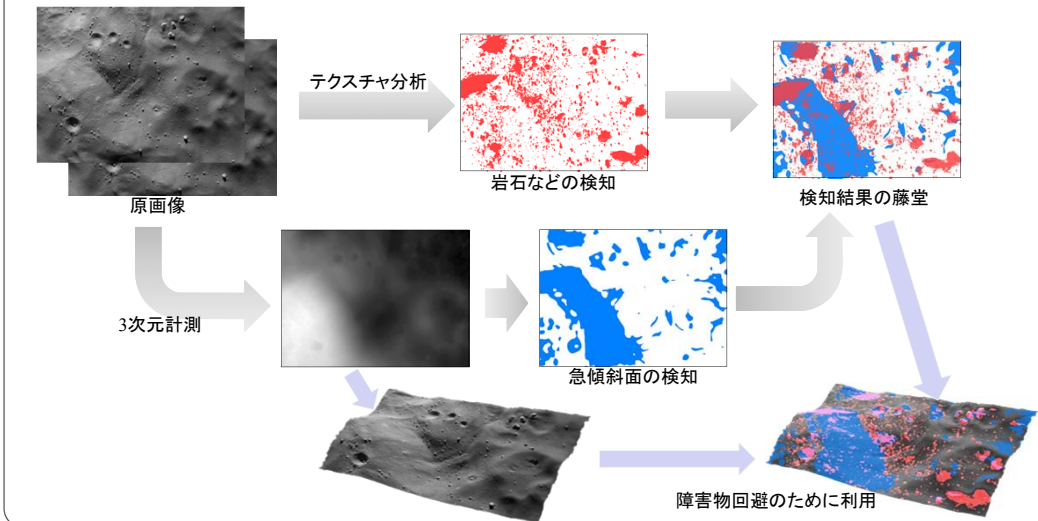 テクスチャ分析
原画像
岩石などの検知
検知結果の藤堂
3次元計測
急傾斜面の検知
障害物回避のために利用